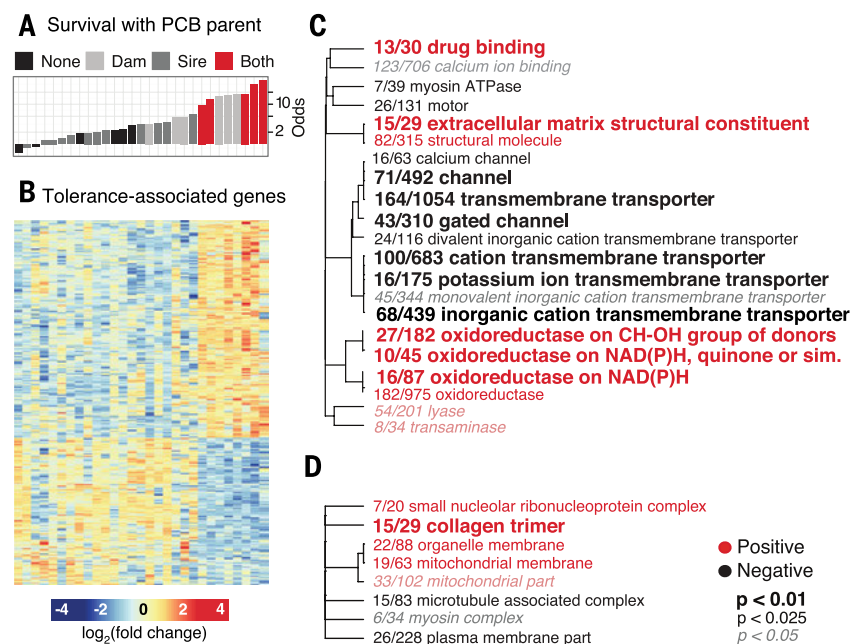 A Survival with PCB parent
None Dam Sire Both
10
2
Odds
B Tolerance-associated genes
-4 -2 0 2 4
log2(fold change)
C
13/30 drug binding
123/706 calcium ion binding
7/39 myosin ATPase
26/131 motor
15/29 extracellular matrix structural constituent
82/315 structural molecule
16/63 calcium channel
71/492 channel
164/1054 transmembrane transporter
43/310 gated channel
24/116 divalent inorganic cation transmembrane transporter
100/683 cation transmembrane transporter
16/175 potassium ion transmembrane transporter
45/344 monovalent inorganic cation transmembrane transporter
68/439 inorganic cation transmembrane transporter
27/182 oxidoreductase on CH-OH group of donors
10/45 oxidoreductase on NAD(P)H, quinone or sim.
16/87 oxidoreductase on NAD(P)H
182/975 oxidoreductase
54/201 lyase
8/34 transaminase
D
7/20 small nucleolar ribonucleoprotein complex
15/29 collagen trimer
22/88 organelle membrane
19/63 mitochondrial membrane
33/102 mitochondrial part
15/83 microtubule associated complex
6/34 myosin complex
26/228 plasma membrane part
Positive
Negative
p < 0.01
p < 0.025
p < 0.05